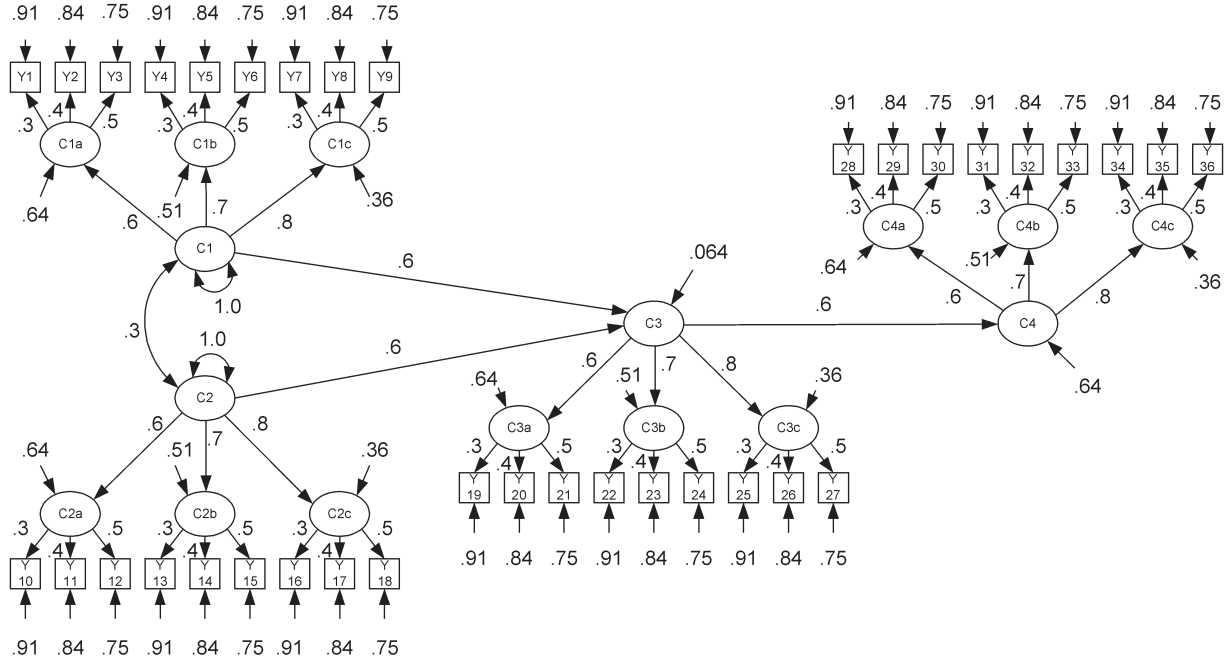 .91 .84 .75 .91 .84 .75 .91 .84 .75
Y1 Y2 Y3 Y4 Y5 Y6 Y7 Y8 Y9
.3 .4 .5 .3 .4 .5 .3 .4 .5
C1a C1b C1c
.64 .51 .36
.6 .7 .8
C1
1.0
.6
.3
1.0
.6
C2
.6 .7 .8
.64 .51 .36
C2a C2b C2c
.3 .4 .5 .3 .4 .5 .3 .4 .5
Y Y Y Y Y Y Y Y Y
10 11 12 13 14 15 16 17 18
.91 .84 .75 .91 .84 .75 .91 .84 .75
.064
C3
.6
.6 .7 .8
.64 .51 .36
C3a C3b C3c
.3 .4 .5 .3 .4 .5 .3 .4 .5
Y Y Y Y Y Y Y Y Y
19 20 21 22 23 24 25 26 27
.91 .84 .75 .91 .84 .75 .91 .84 .75
.91 .84 .75 .91 .84 .75 .91 .84 .75
Y Y Y Y Y Y Y Y Y
28 29 30 31 32 33 34 35 36
.3 .4 .5 .3 .4 .5 .3 .4 .5
C4a C4b C4c
.64 .51 .36
.6 .7 .8
C4
.64